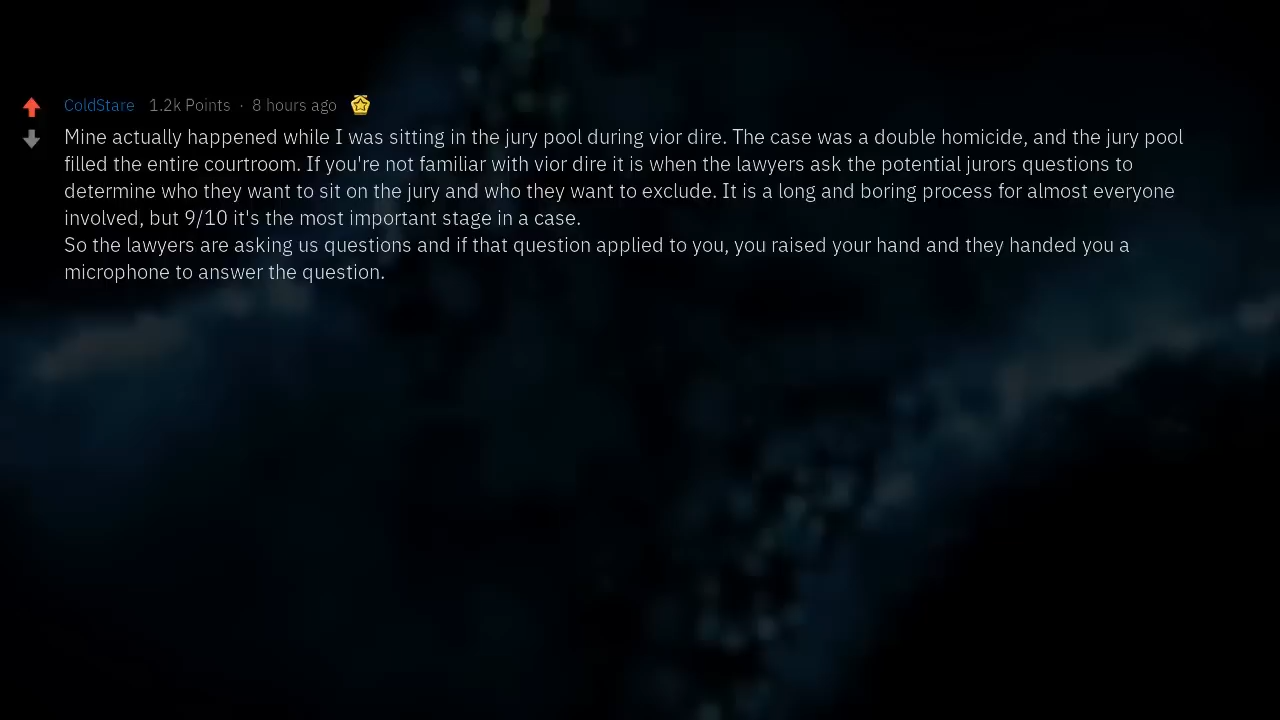 ColdStare 1.2k Points · 8 hours ago
Mine actually happened while I was sitting in the jury pool during vior dire. The case was a double homicide, and the jury pool
filled the entire courtroom. If you're not familiar with vior dire it is when the lawyers ask the potential jurors questions to
determine who they want to sit on the jury and who they want to exclude. It is a long and boring process for almost everyone
involved, but 9/10 it's the most important stage in a case.
So the lawyers are asking us questions and if that question applied to you, you raised your hand and they handed you a
microphone to answer the question.